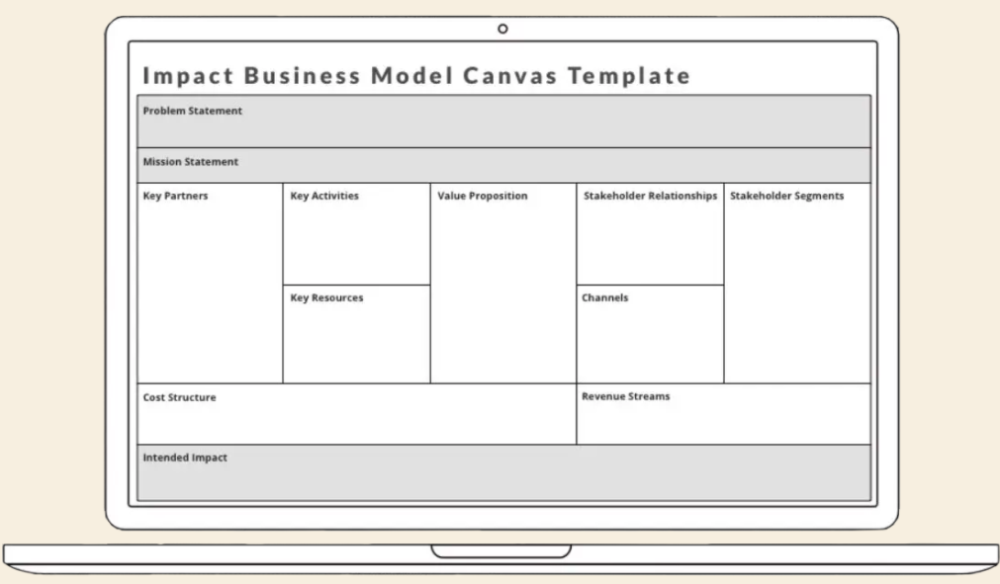 Impact Business Model Canvas Template
Problem Statement
Mission Statement
Key Partners
Key Activities
Value Proposition
Stakeholder Relationships
Stakeholder Segments
Key Resources
Channels
Cost Structure
Revenue Streams
Intended Impact